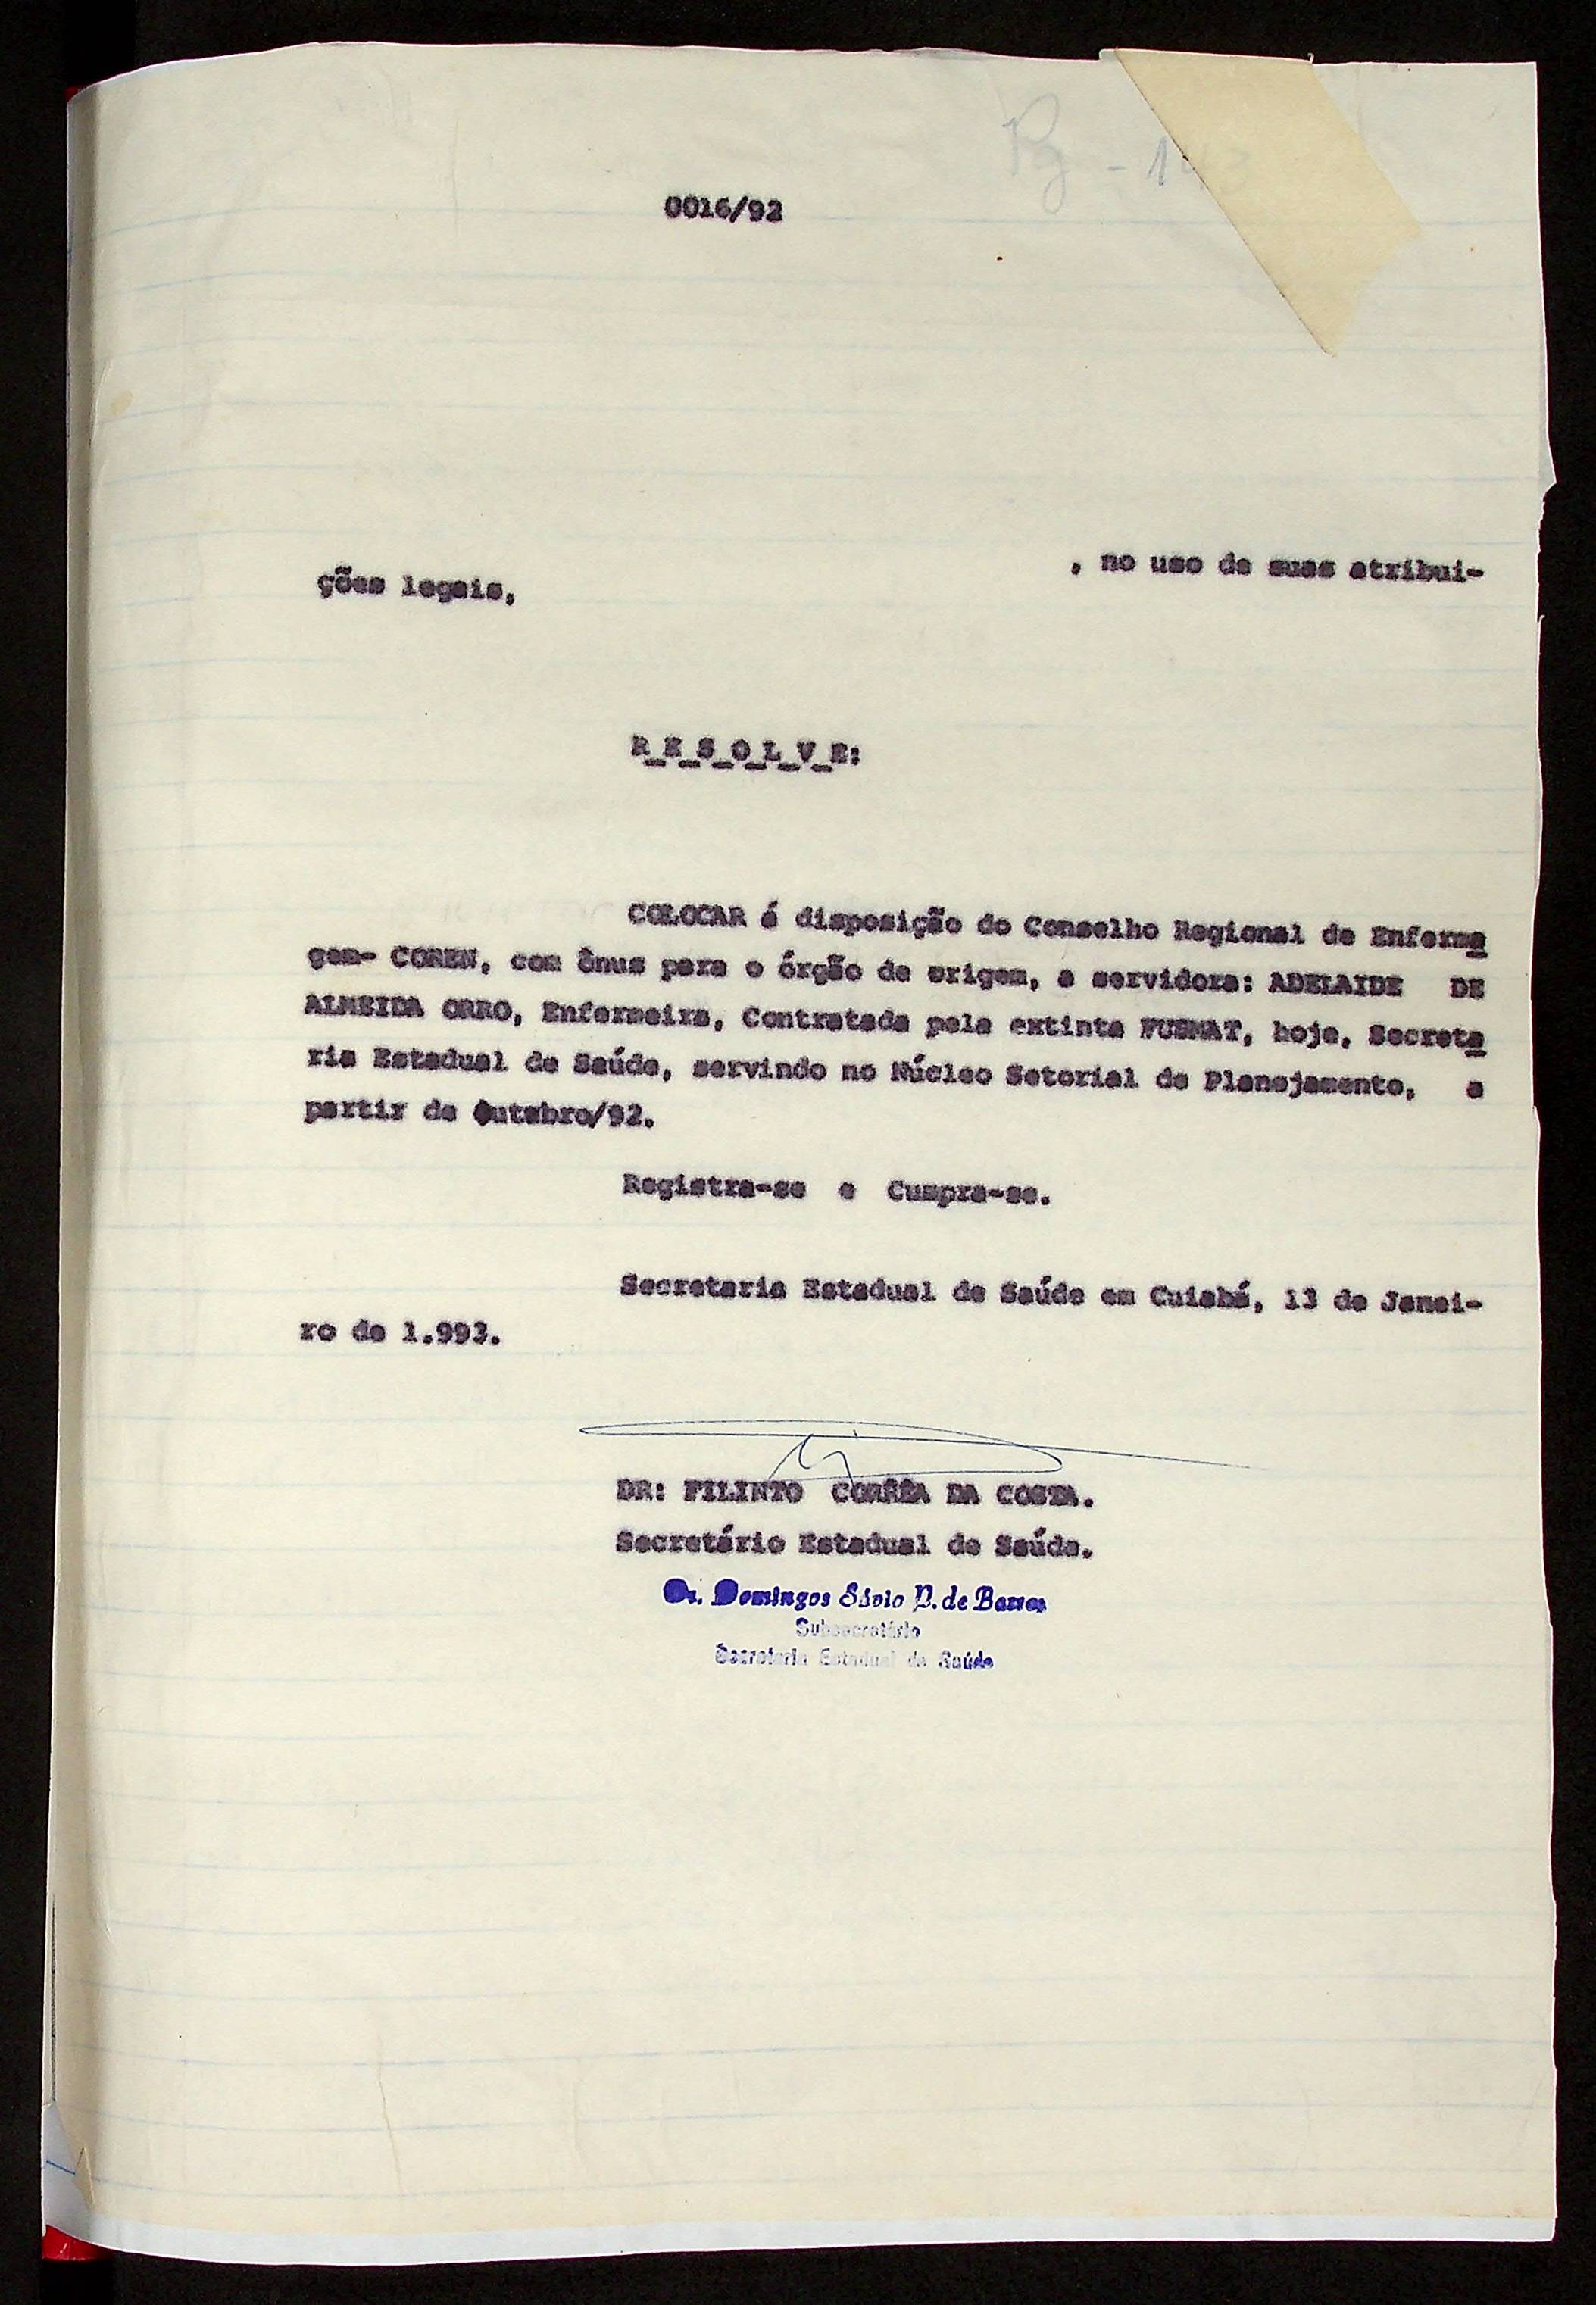 Pg - 143
0016/92
, no uso de suas atribui-
ções legais,
R_E_S_O_L_V_E:
COLOCAR á disposição do Conselho Regional de Enferma
gem- COREN, com ônus para o órgão de origem, a servidora: ADELAIDE DE
ALMEIDA ORRO, Enfermeira, Contratada pela extinta FUSMAT, hoje, Secreta
ria Estadual de Saúde, servindo no Núcleo Setorial de Planejamento, a
partir de Outubro/92.
Registra-se e Cumpra-se.
Secretaria Estadual de Saúde em Cuiabá, 13 de Janei-
ro de 1.993.
DR: FILINTO CORRÊA DA COSTA.
Secretário Estadual de Saúde.
Dr. Domingos Sávio P. de Barros
Subsecretário
Secretaria Estadual de Saúde